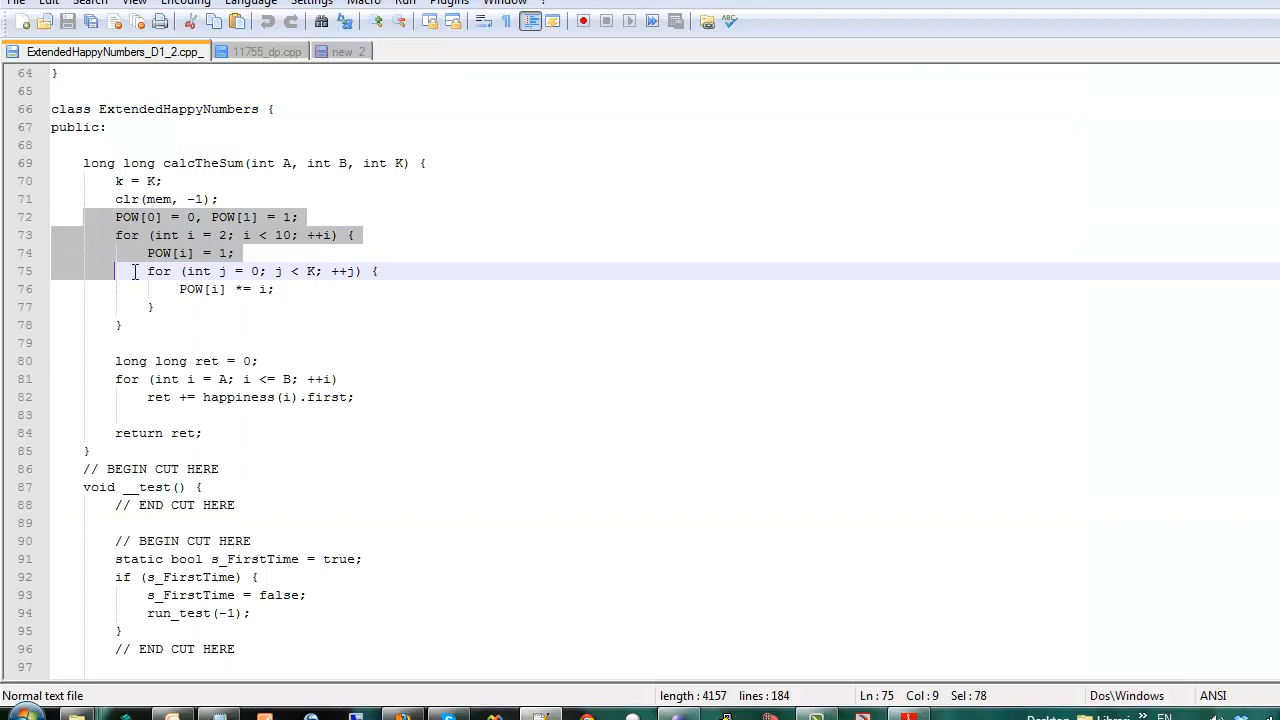 Edit Search View Encoding Language Settings Macro Run Plugins Window ?
ExtendedHappyNumbers_D1_2.cpp_ 11755_dp.cpp new 2
64 }
65
66 class ExtendedHappyNumbers {
67 public:
68
69 long long calcTheSum(int A, int B, int K) {
70 k = K;
71 clr(mem, -1);
72 POW[0] = 0, POW[1] = 1;
73 for (int i = 2; i < 10; ++i) {
74 POW[i] = 1;
75 for (int j = 0; j < K; ++j) {
76 POW[i] *= i;
77 }
78 }
79
80 long long ret = 0;
81 for (int i = A; i <= B; ++i)
82 ret += happiness(i).first;
83
84 return ret;
85 }
86 // BEGIN CUT HERE
87 void __test() {
88 // END CUT HERE
89
90 // BEGIN CUT HERE
91 static bool s_FirstTime = true;
92 if (s_FirstTime) {
93 s_FirstTime = false;
94 run_test(-1);
95 }
96 // END CUT HERE
97
Normal text file length : 4157 lines : 184 Ln : 75 Col : 9 Sel : 78 Dos\Windows ANSI
Desktop Librari » EN